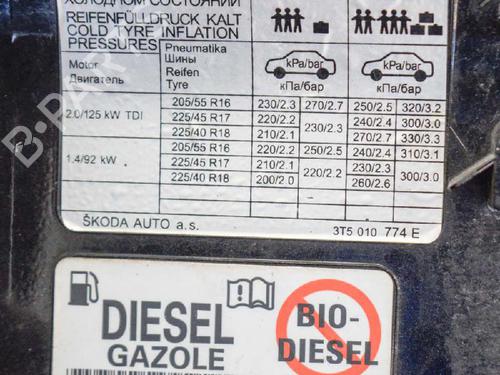 ХОЛОДНОМ СОСТОЯНИИ
REIFENFÜLLDRUCK KALT
COLD TYRE INFLATION
PRESSURES
Motor
Двигатель
Pneumatika
Шины
Reifen
Tyre
kPa/bar
кПа/бар
kPa/bar
кПа/бар
2.0/125 kW TDI
205/55 R16 230/2.3 270/2.7 250/2.5 320/3.2
225/45 R17 220/2.2 230/2.3 240/2.4 300/3.0
225/40 R18 210/2.1 270/2.7 330/3.3
1.4/92 kW
205/55 R16 220/2.2 250/2.5 240/2.4 310/3.1
225/45 R17 210/2.1 220/2.2 230/2.3 300/3.0
225/40 R18 200/2.0 260/2.6
ŠKODA AUTO a.s. 3T5 010 774 E
DIESEL
GAZOLE
BIO-
DIESEL
B-PAR